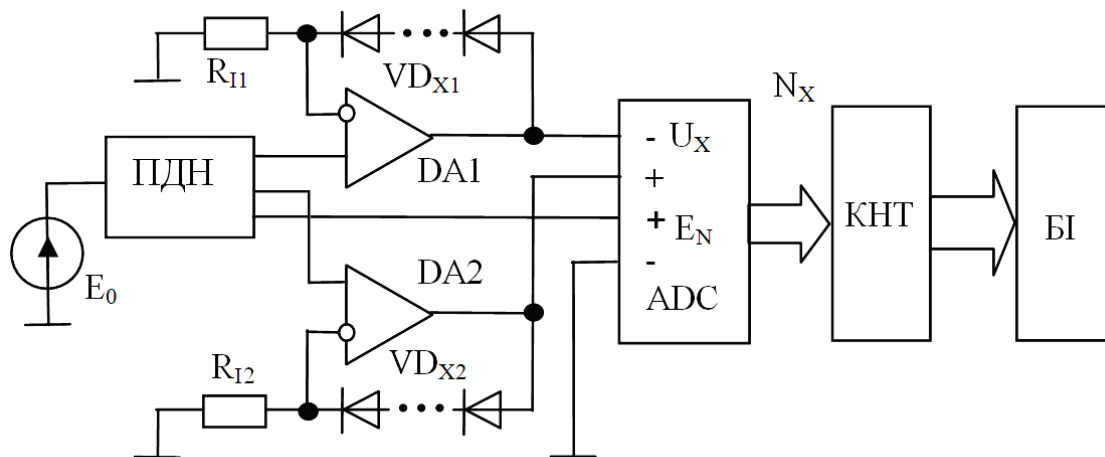 R_I1
VD_X1
N_X
ПДН
DA1
- U_X
+
КНТ
БІ
+ E_N
E_0
DA2
-
ADC
R_I2
VD_X2